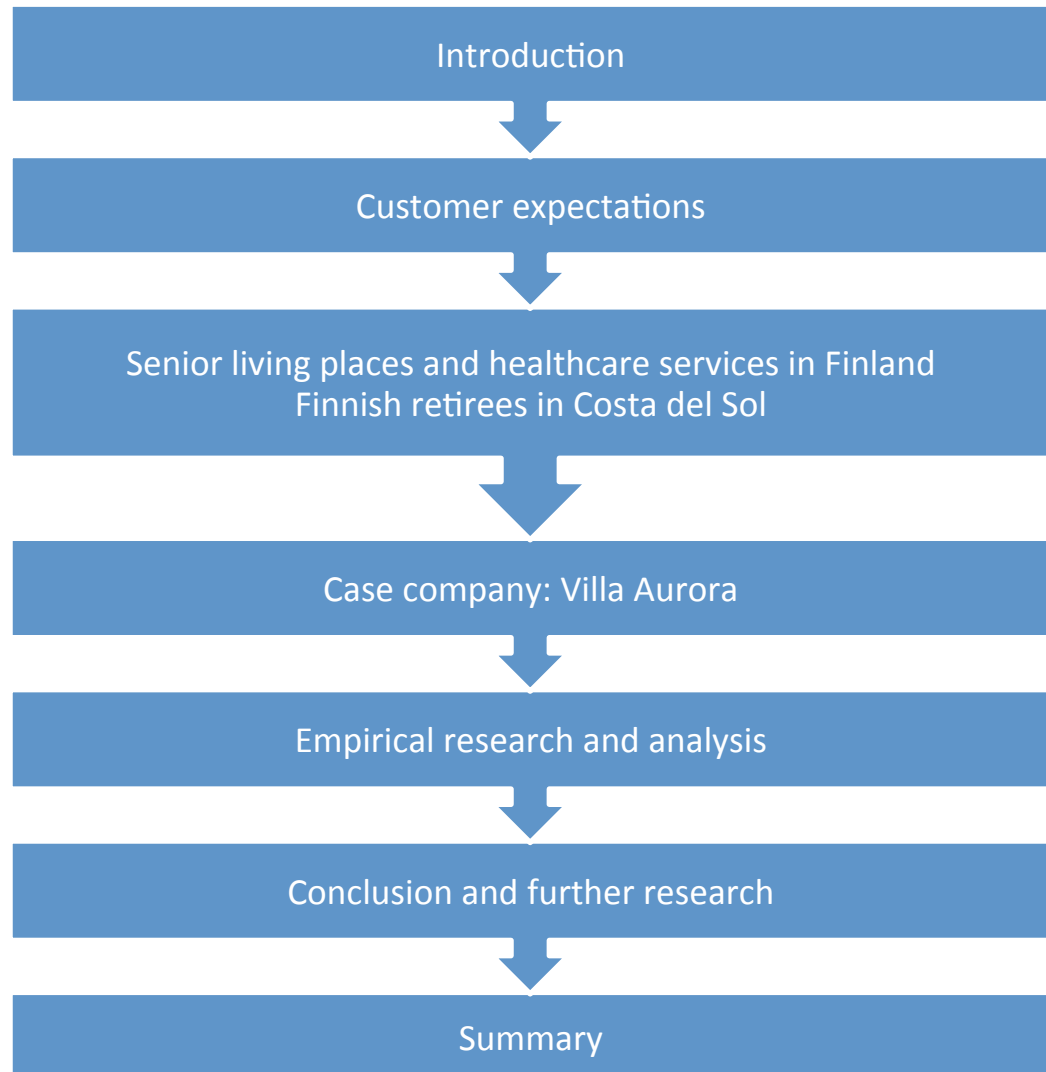 Introduction
Customer expectations
Senior living places and healthcare services in Finland
Finnish retirees in Costa del Sol
Case company: Villa Aurora
Empirical research and analysis
Conclusion and further research
Summary